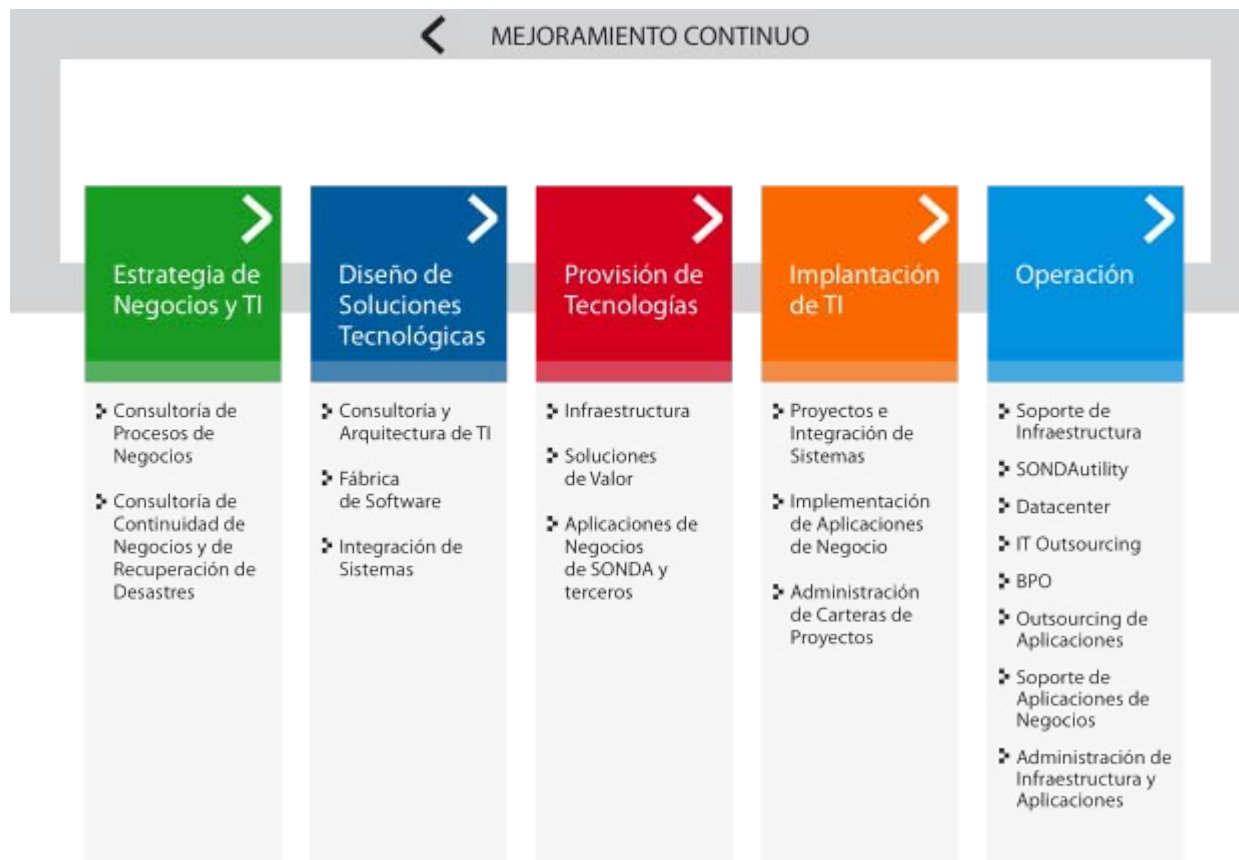 MEJORAMIENTO CONTINUO
Estrategia de
Negocios y TI
Consultoría de
Procesos de
Negocios
Consultoría de
Continuidad de
Negocios y de
Recuperación de
Desastres
Diseño de
Soluciones
Tecnológicas
Consultoría y
Arquitectura de TI
Fábrica
de Software
Integración de
Sistemas
Provisión de
Tecnologías
Infraestructura
Soluciones
de Valor
Aplicaciones de
Negocios
de SONDA y
terceros
Implantación
de TI
Proyectos e
Integración de
Sistemas
Implementación
de Aplicaciones
de Negocio
Administración
de Carteras de
Proyectos
Operación
Soporte de
Infraestructura
SONDAutility
Datacenter
IT Outsourcing
BPO
Outsourcing de
Aplicaciones
Soporte de
Aplicaciones de
Negocios
Administración de
Infraestructura y
Aplicaciones